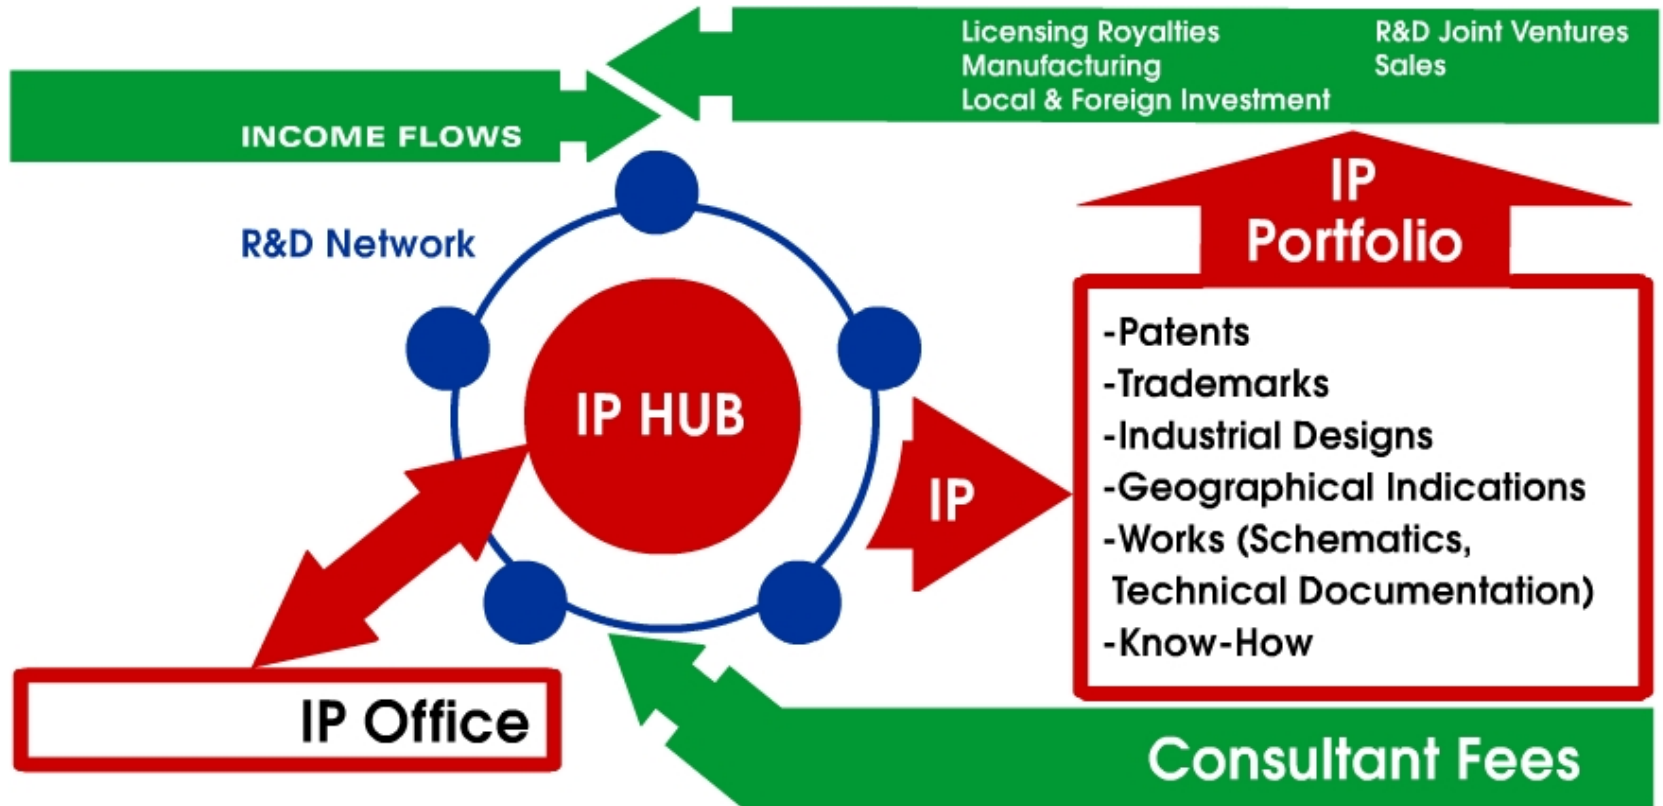 Licensing Royalties
Manufacturing
Local & Foreign Investment
R&D Joint Ventures
Sales
INCOME FLOWS
R&D Network
IP
Portfolio
IP HUB
IP
-Patents
-Trademarks
-Industrial Designs
-Geographical Indications
-Works (Schematics,
Technical Documentation)
-Know-How
IP Office
Consultant Fees